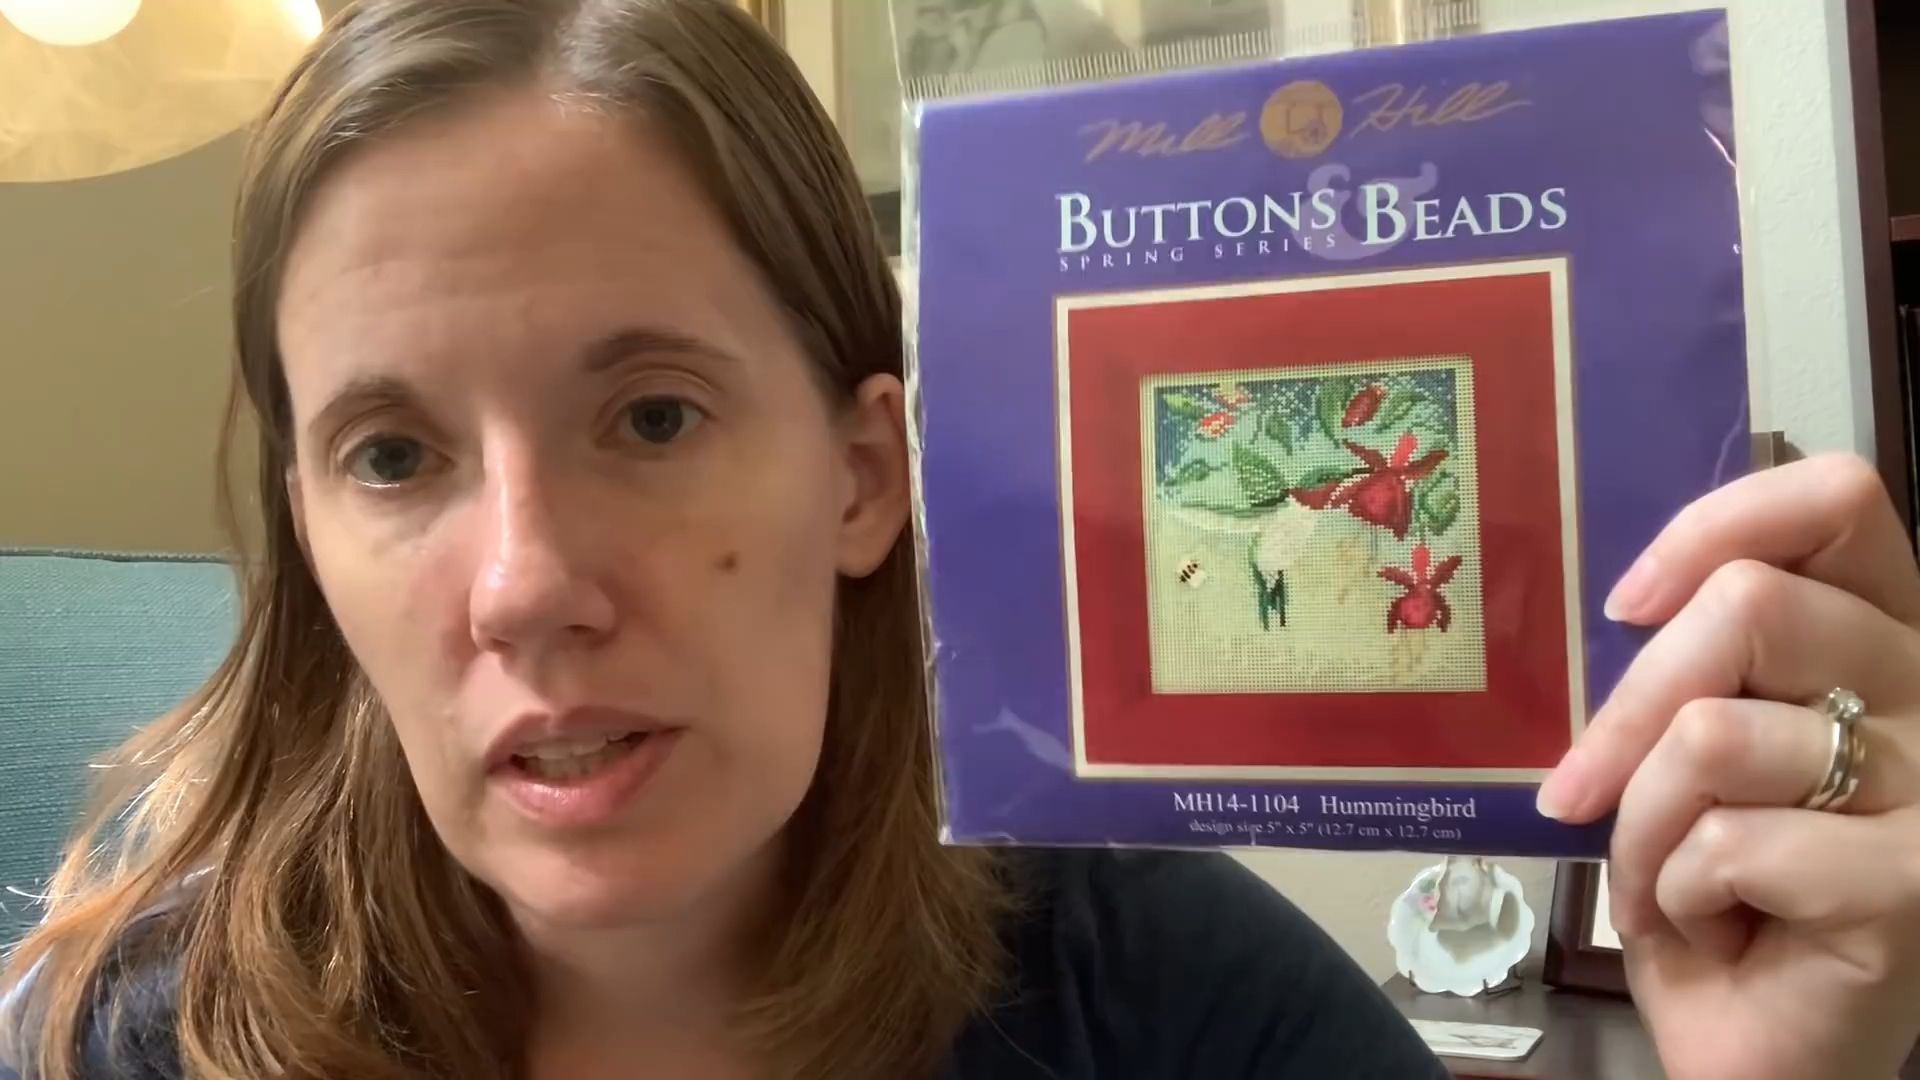 Mill Hill
&
BUTTONS BEADS
SPRING SERIES
MH14-1104 Hummingbird
design size 5" x 5" (12.7 cm x 12.7 cm)